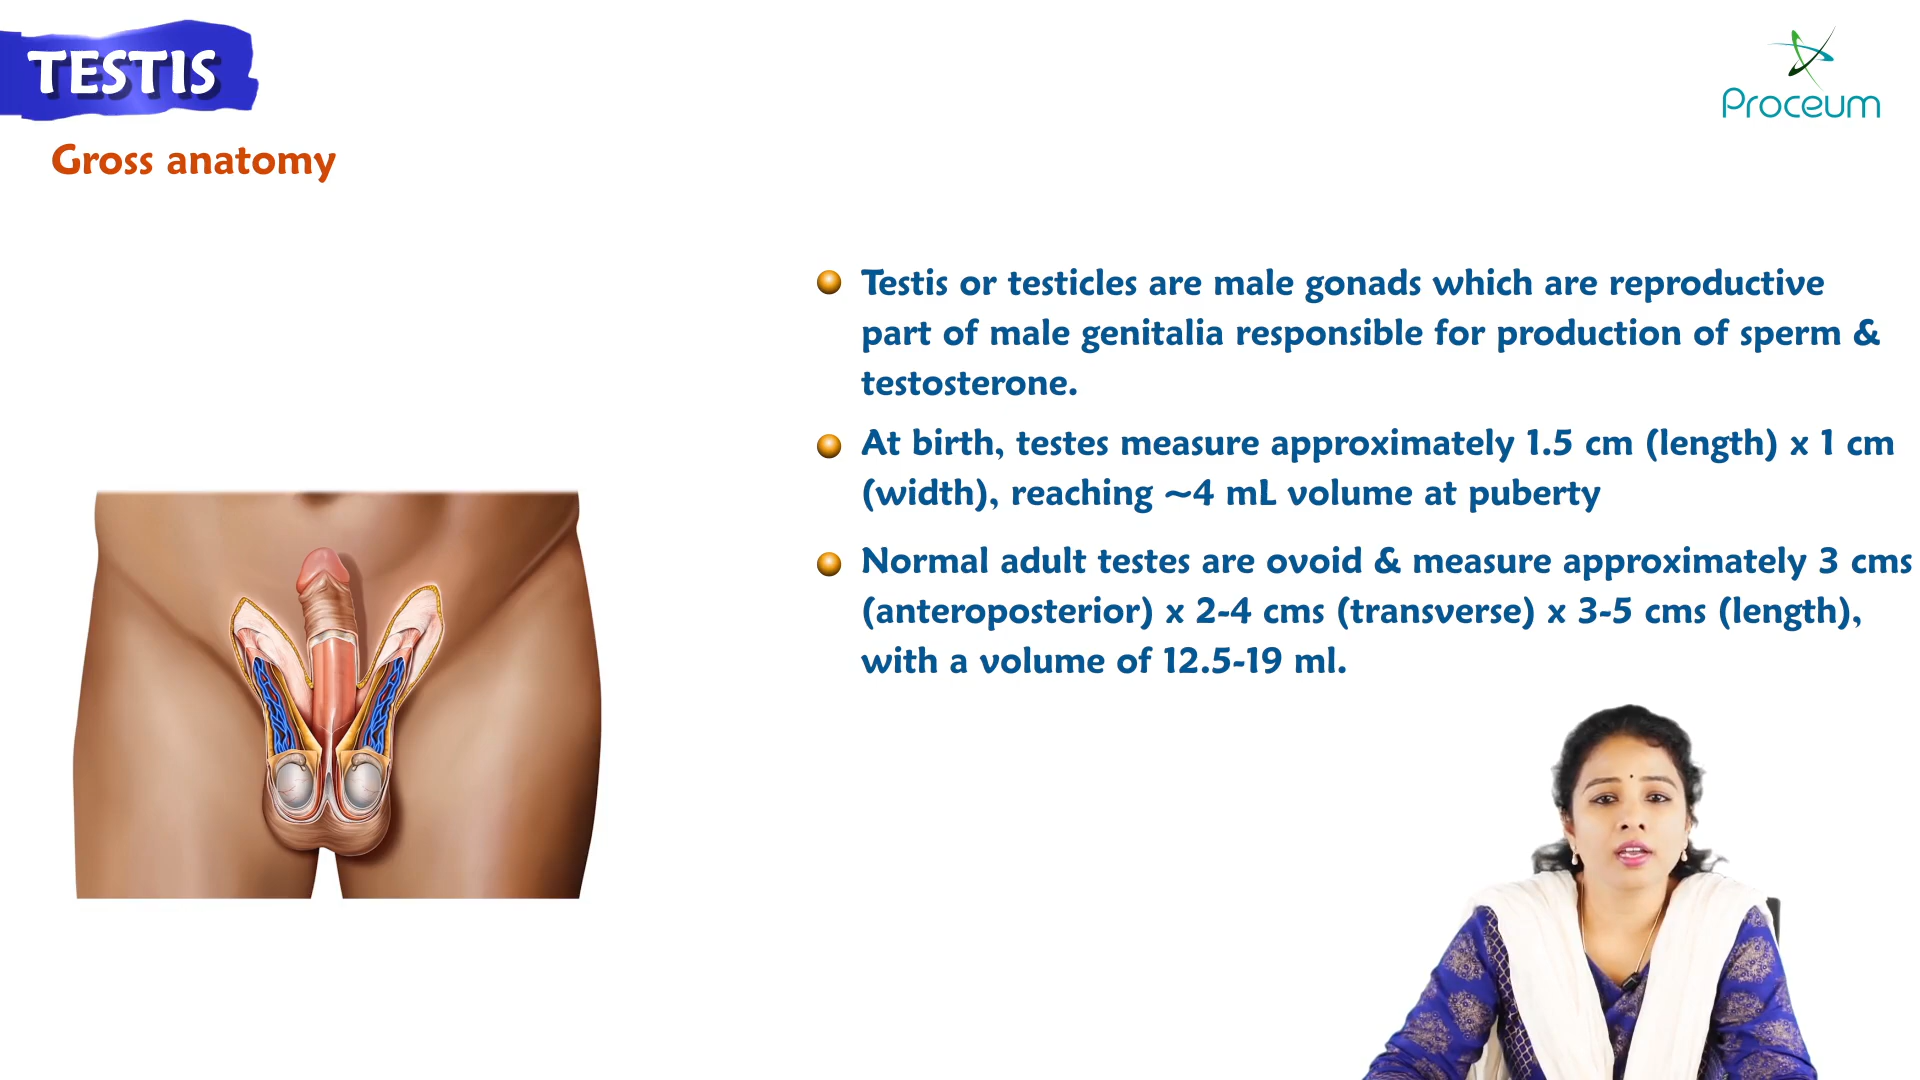 TESTIS
Proceum
Gross anatomy
Testis or testicles are male gonads which are reproductive
part of male genitalia responsible for production of sperm &
testosterone.
At birth, testes measure approximately 1.5 cm (length) x 1 cm
(width), reaching ~4 mL volume at puberty
Normal adult testes are ovoid & measure approximately 3 cms
(anteroposterior) x 2-4 cms (transverse) x 3-5 cms (length),
with a volume of 12.5-19 ml.